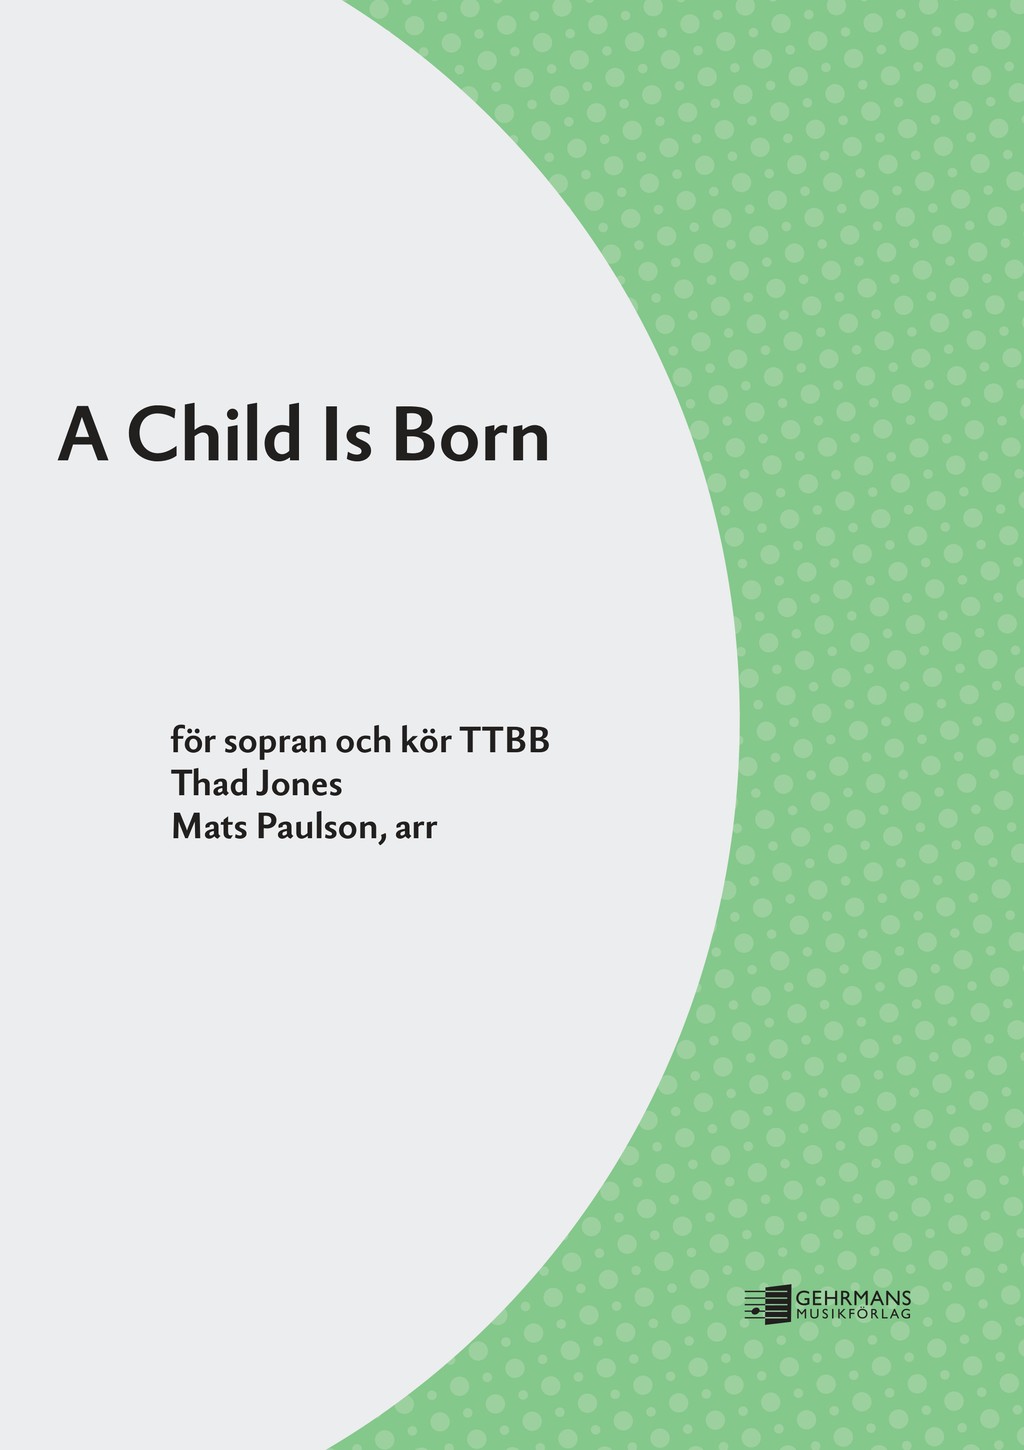 A Child Is Born
för sopran och kör TTBB
Thad Jones
Mats Paulson, arr
GEHRMANS
MUSIKFÖRLAG